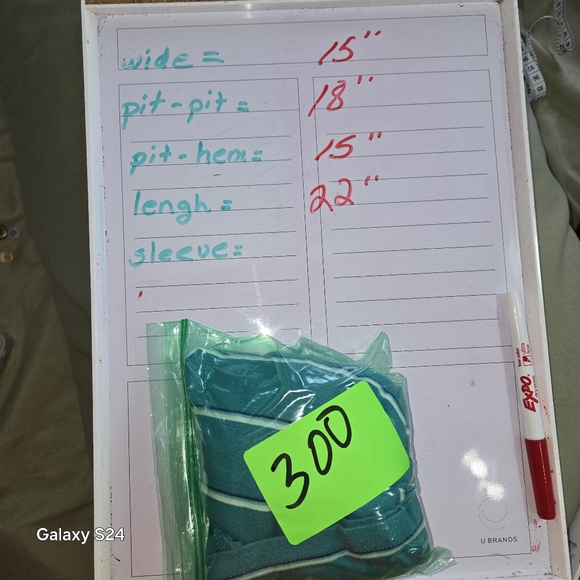 wide = 15"
pit-pit = 18"
pit-hem = 15"
lengh = 22"
sleeve=
300
EXPO
U BRANDS
Galaxy S24